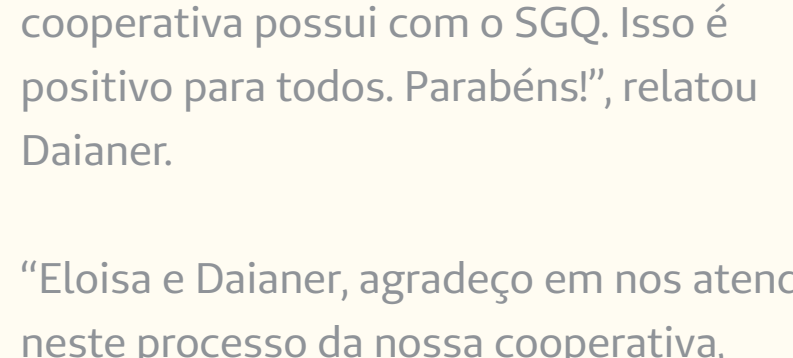 cooperativa possui com o SGQ. Isso é
positivo para todos. Parabéns!”, relatou
Daianer.
“Eloisa e Daianer, agradeço em nos
neste processo da nossa cooperativa,